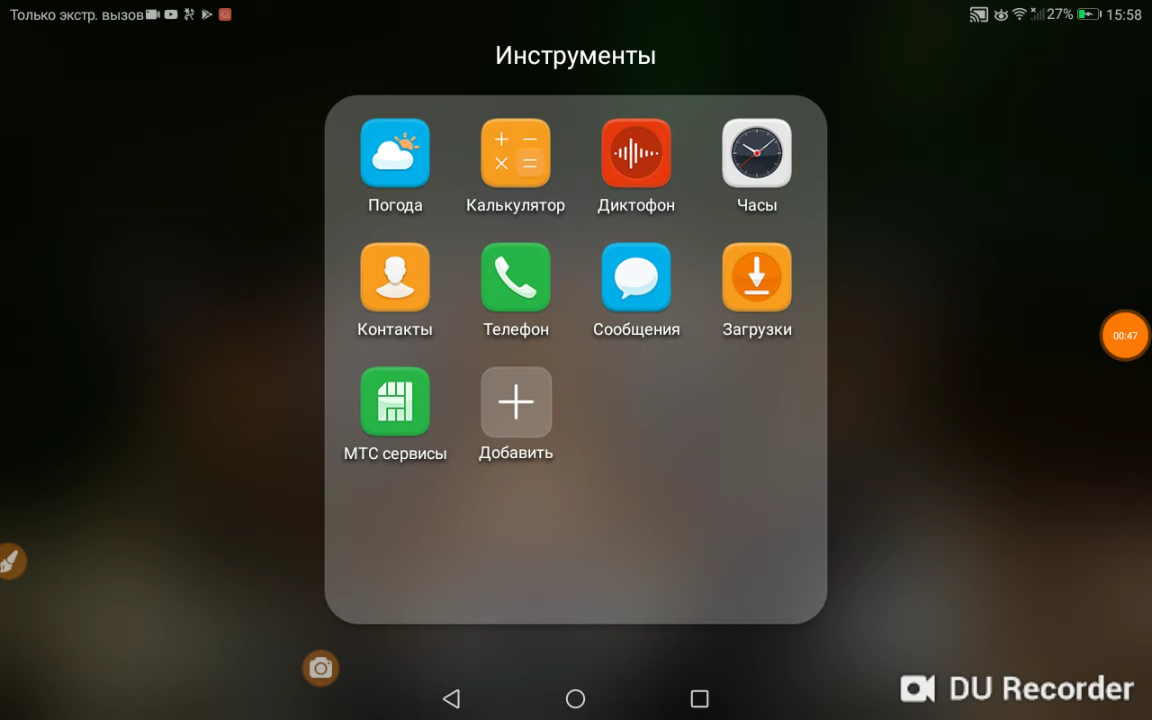 Только экстр. вызов
27% 15:58
Инструменты
Погода Калькулятор Диктофон Часы
Контакты Телефон Сообщения Загрузки
00:47
МТС сервисы Добавить
DU Recorder